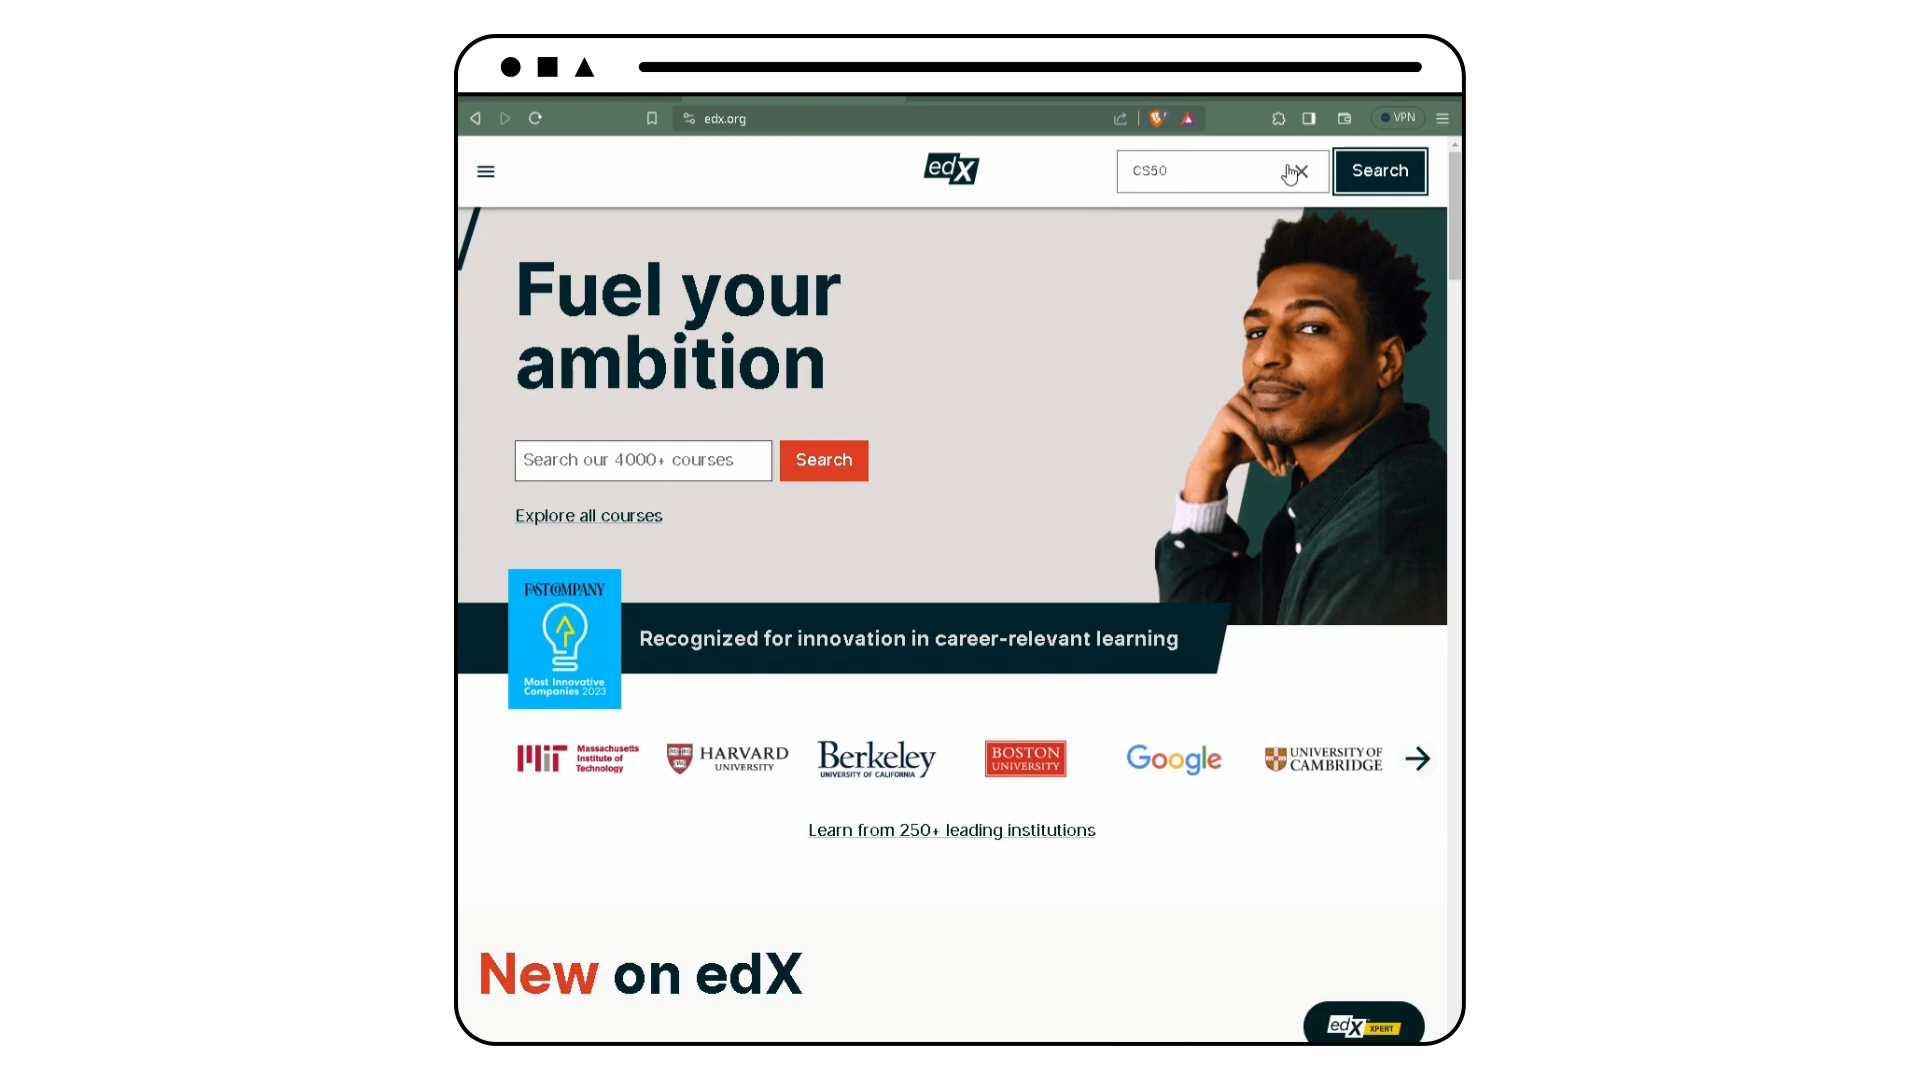 edx.org
VPN
edX
CS50
Search
Fuel your
ambition
Search our 4000+ courses
Search
Explore all courses
FAST COMPANY
Most Innovative
Companies 2023
Recognized for innovation in career-relevant learning
MIT
Massachusetts
Institute of
Technology
HARVARD
UNIVERSITY
Berkeley
UNIVERSITY OF CALIFORNIA
BOSTON
UNIVERSITY
Google
UNIVERSITY OF
CAMBRIDGE
Learn from 250+ leading institutions
New on edX
edX XPERT